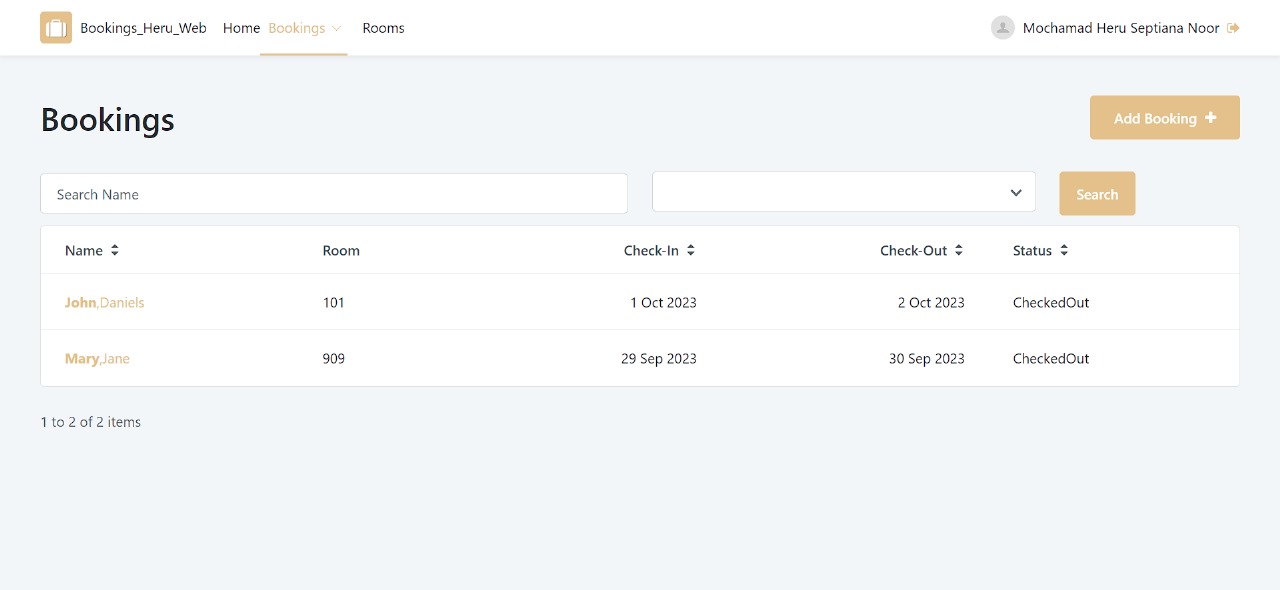 Bookings_Heru_Web Home Bookings Rooms Mochamad Heru Septiana Noor
Bookings
Add Booking
Search Name
Search
Name Room Check-In Check-Out Status
John,Daniels 101 1 Oct 2023 2 Oct 2023 CheckedOut
Mary,Jane 909 29 Sep 2023 30 Sep 2023 CheckedOut
1 to 2 of 2 items